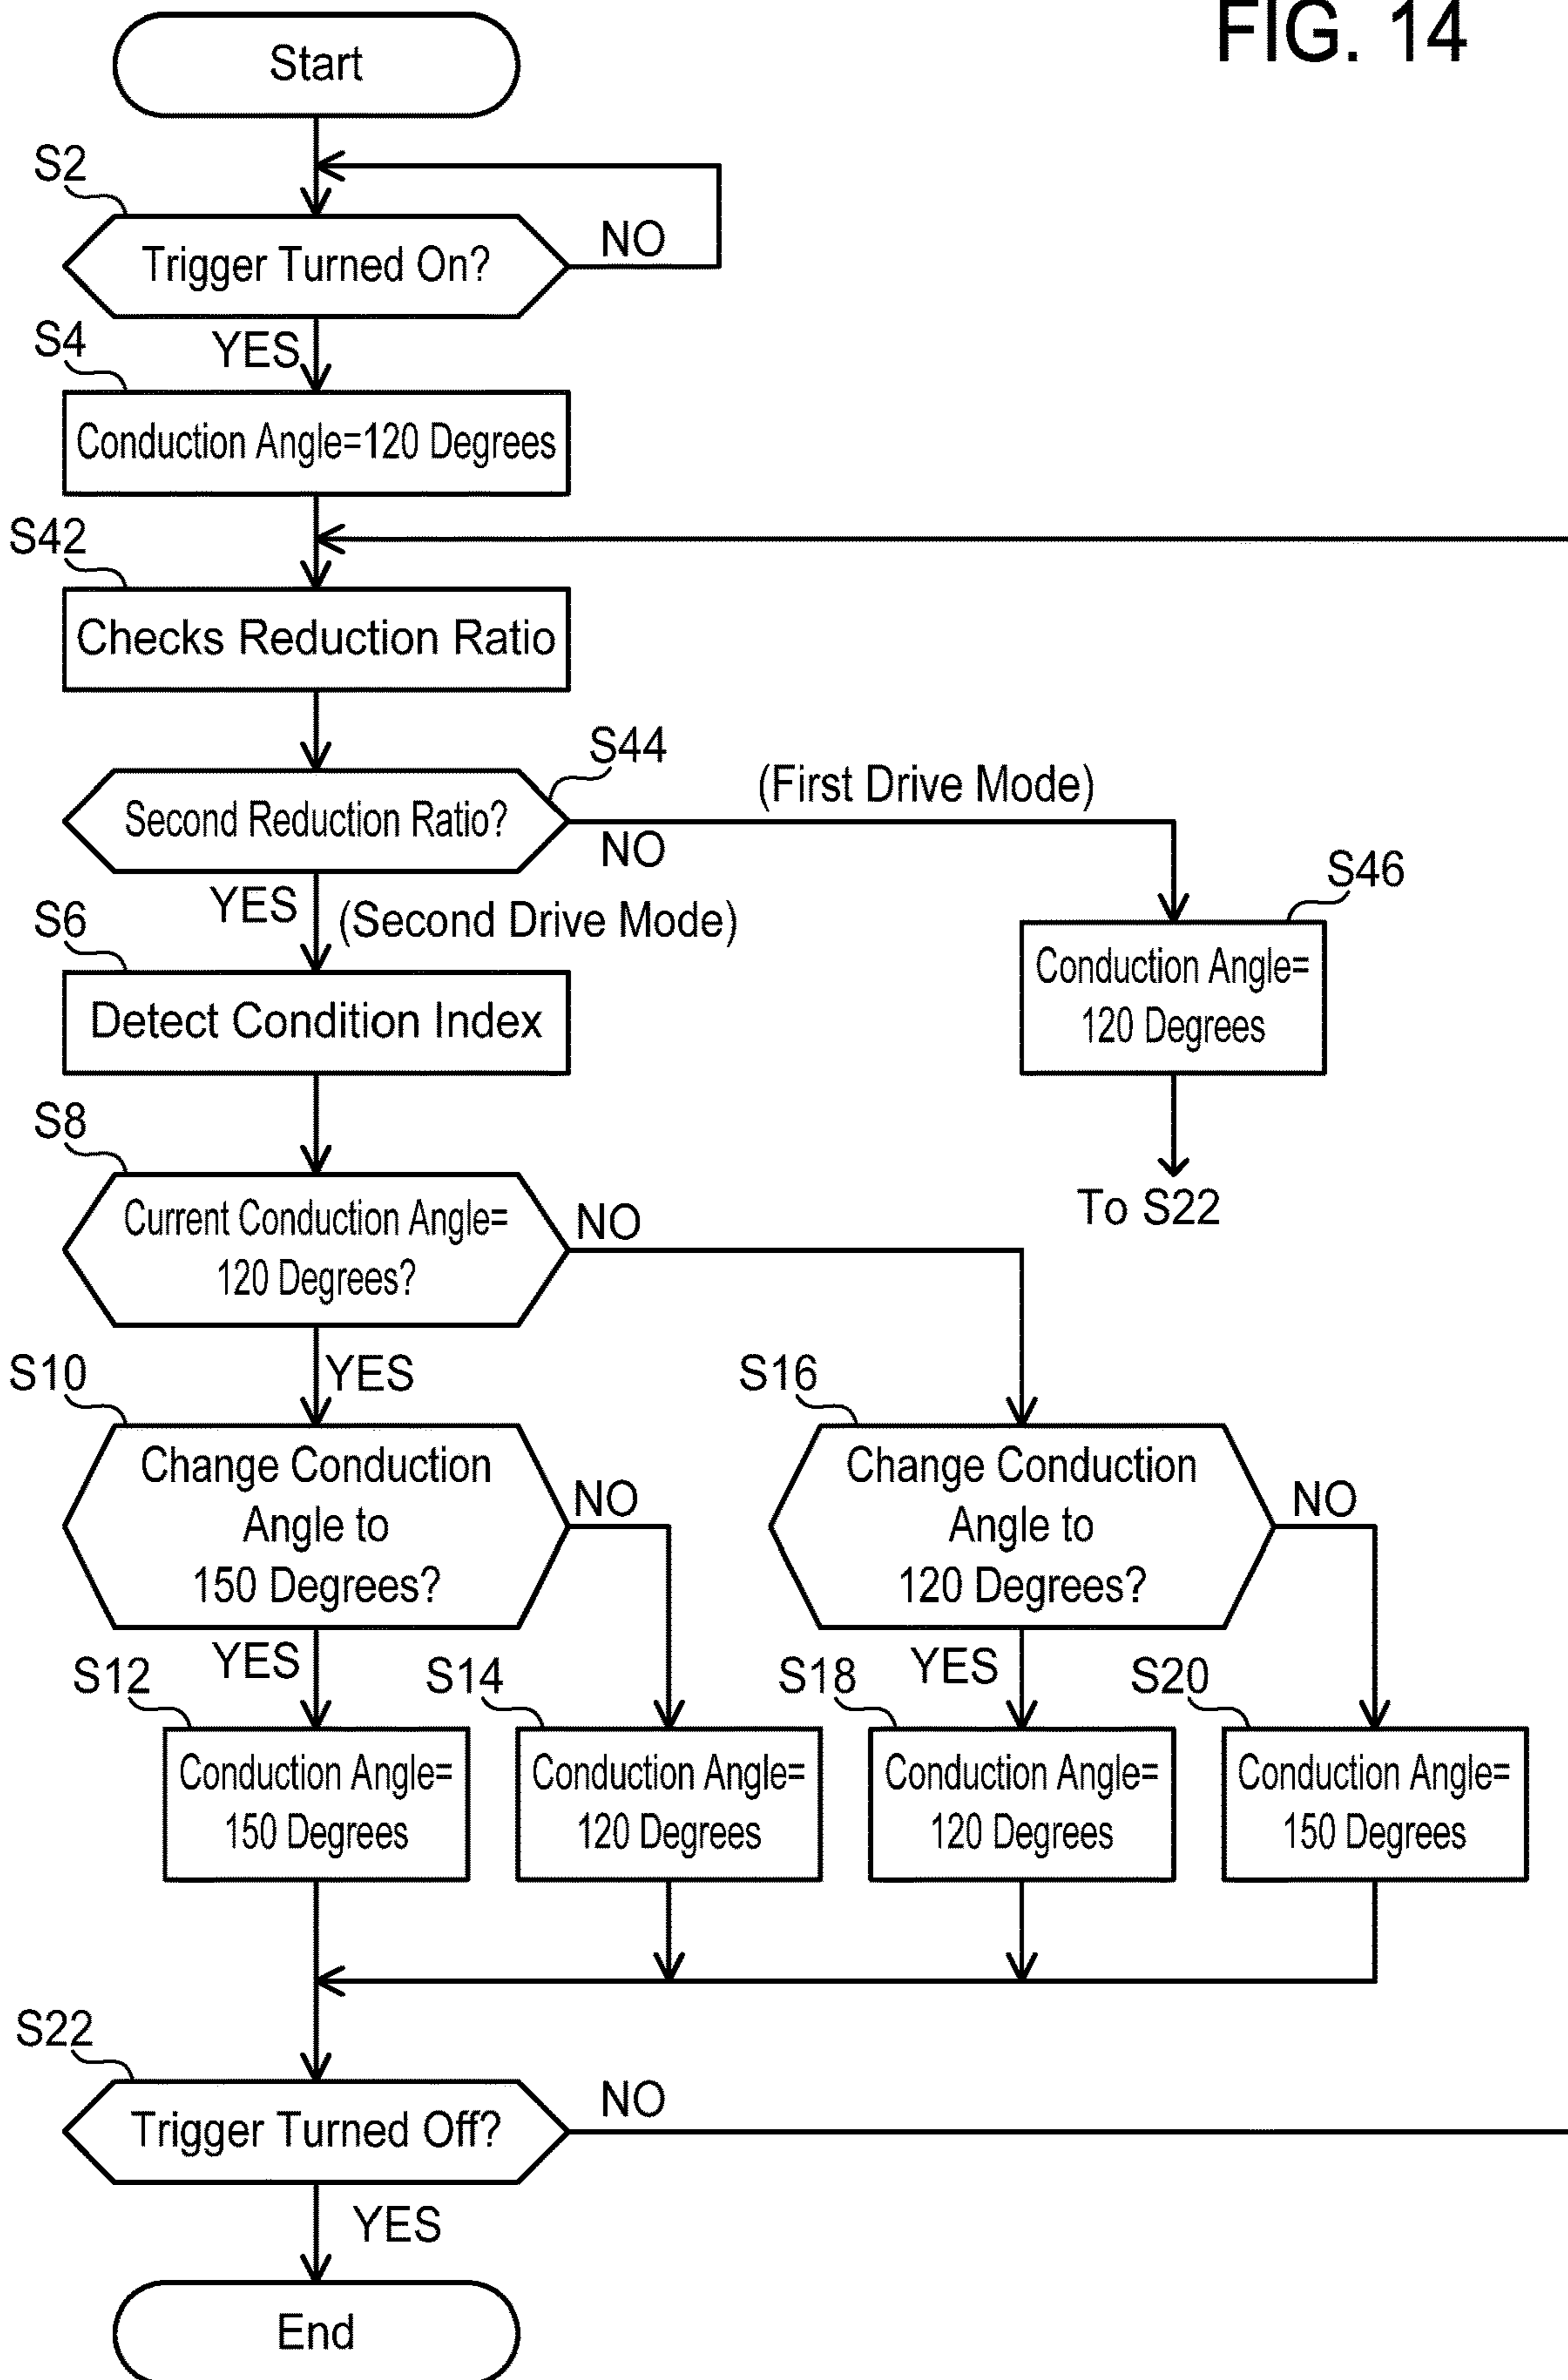 FIG. 14
Start
S2
Trigger Turned On?
NO
YES
S4
Conduction Angle=120 Degrees
S42
Checks Reduction Ratio
S44
Second Reduction Ratio?
(First Drive Mode)
NO
YES
(Second Drive Mode)
S46
Conduction Angle=
120 Degrees
To S22
S6
Detect Condition Index
S8
Current Conduction Angle=
120 Degrees?
NO
YES
S10
Change Conduction
Angle to
150 Degrees?
NO
YES
S16
Change Conduction
Angle to
120 Degrees?
NO
YES
S12
Conduction Angle=
150 Degrees
S14
Conduction Angle=
120 Degrees
S18
Conduction Angle=
120 Degrees
S20
Conduction Angle=
150 Degrees
S22
Trigger Turned Off?
NO
YES
End